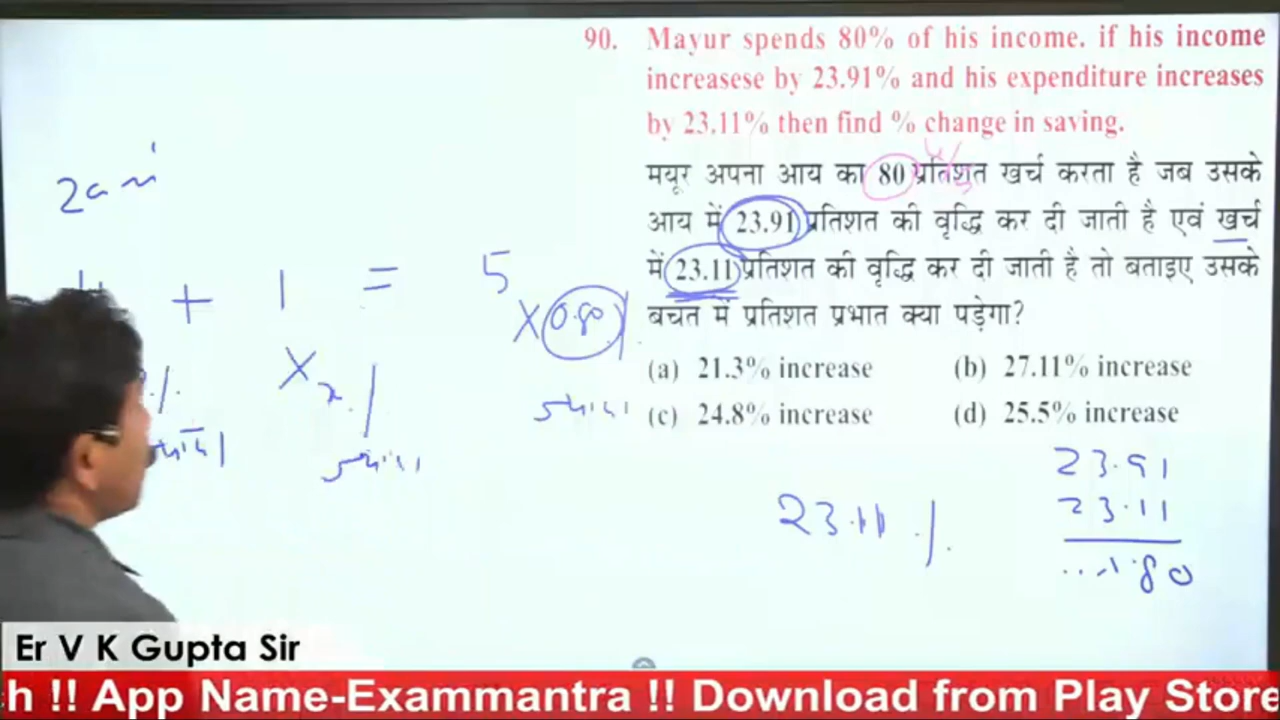 90. Mayur spends 80% of his income. if his income
increasese by 23.91% and his expenditure increases
by 23.11% then find % change in saving.
मयूर अपना आय का 80 प्रतिशत खर्च करता है जब उसके
आय में 23.91 प्रतिशत की वृद्धि कर दी जाती है एवं खर्च
में 23.11 प्रतिशत की वृद्धि कर दी जाती है तो बताइए उसके
बचत में प्रतिशत प्रभात क्या पड़ेगा?
(a) 21.3% increase (b) 27.11% increase
(c) 24.8% increase (d) 25.5% increase
+ 1 = 5
× 0.80
× x %
23.91
23.11
80
23.11 %
Er V K Gupta Sir
h !! App Name-Exammantra !! Download from Play Store